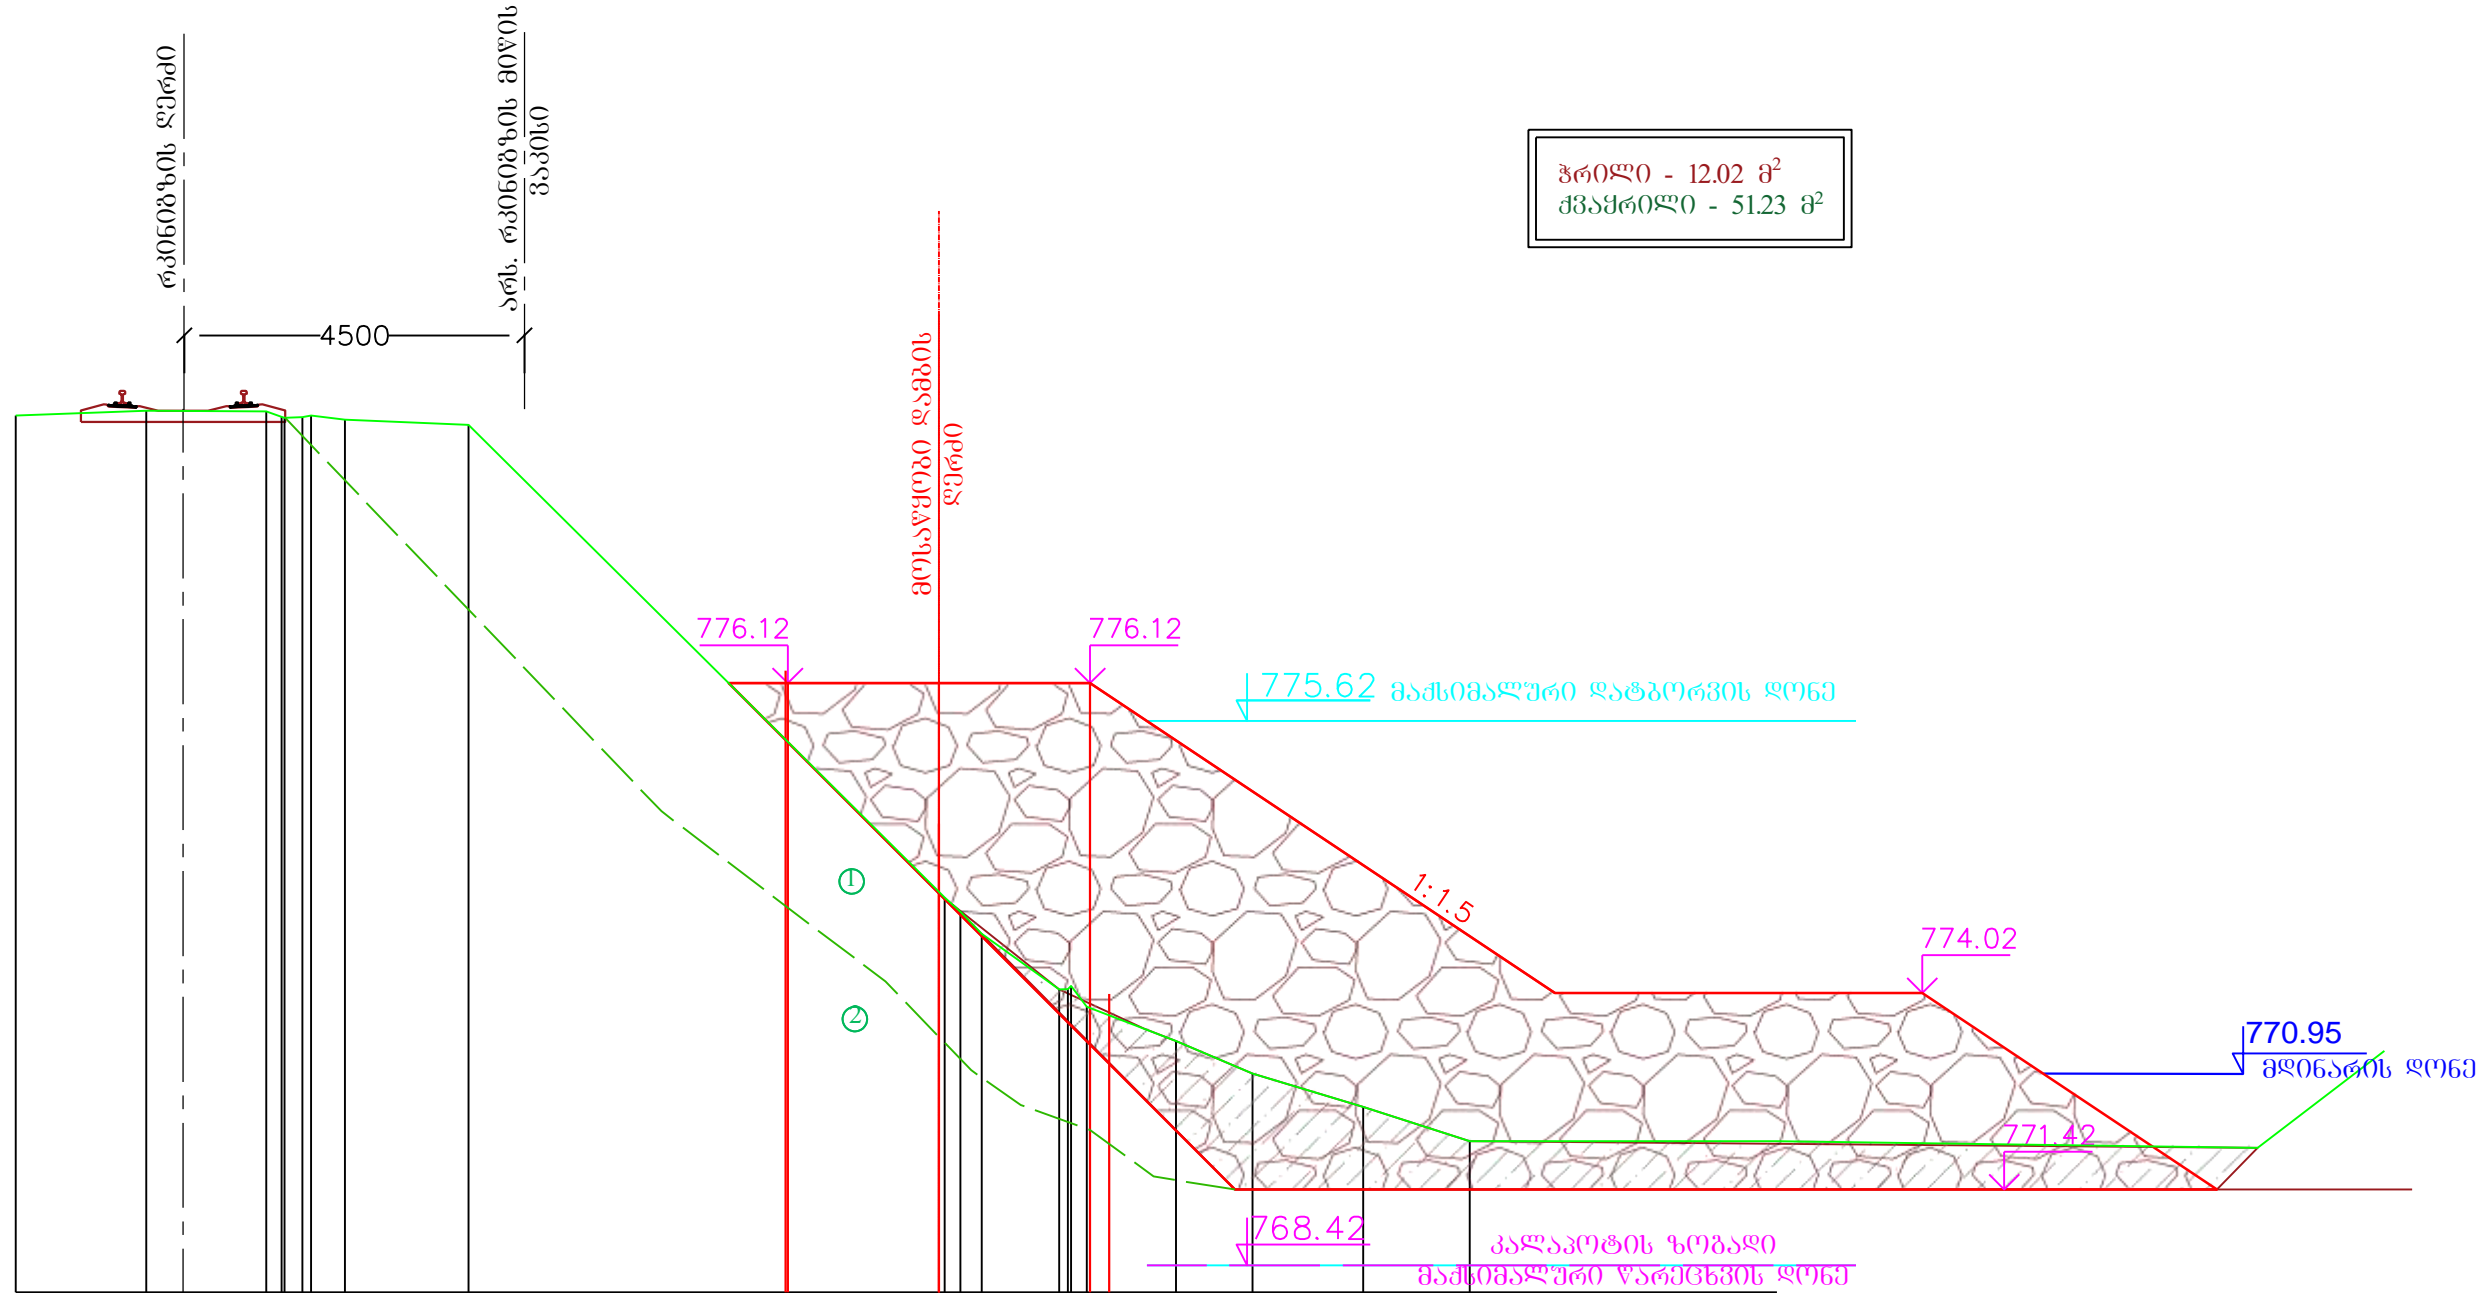 რკინიგზის ღერძი
არს. რკინიგზის მიწის
ვაკისი
ჭრილი - 12.02 მ²
ქვაყრილი - 51.23 მ²
4500
მოსაწყობი დამბის
ღერძი
776.12
776.12
775.62 მაქსიმალური დატბორვის დონე
1:1.5
774.02
770.95
მდინარის დონე
1
2
771.42
768.42
კალაპოტის ზოგადი
მაქსიმალური წარეცხვის დონე